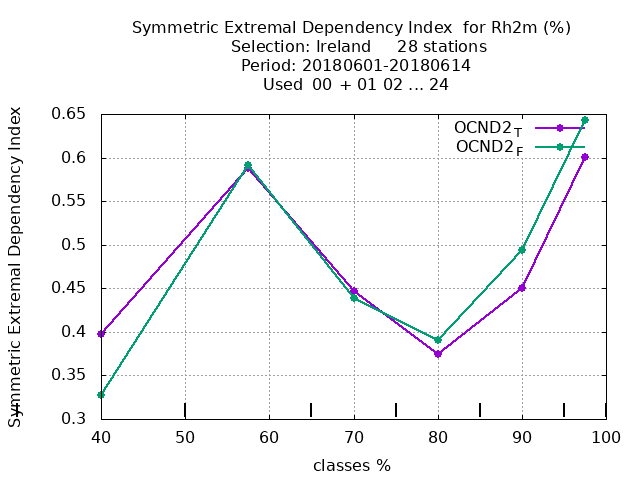 Symmetric Extremal Dependency Index for Rh2m (%)
Selection: Ireland 28 stations
Period: 20180601-20180614
Used 00 + 01 02 ... 24
Symmetric Extremal Dependency Index
0.65
0.6
0.55
0.5
0.45
0.4
0.35
0.3
OCND2T
OCND2F
40 50 60 70 80 90 100
classes %